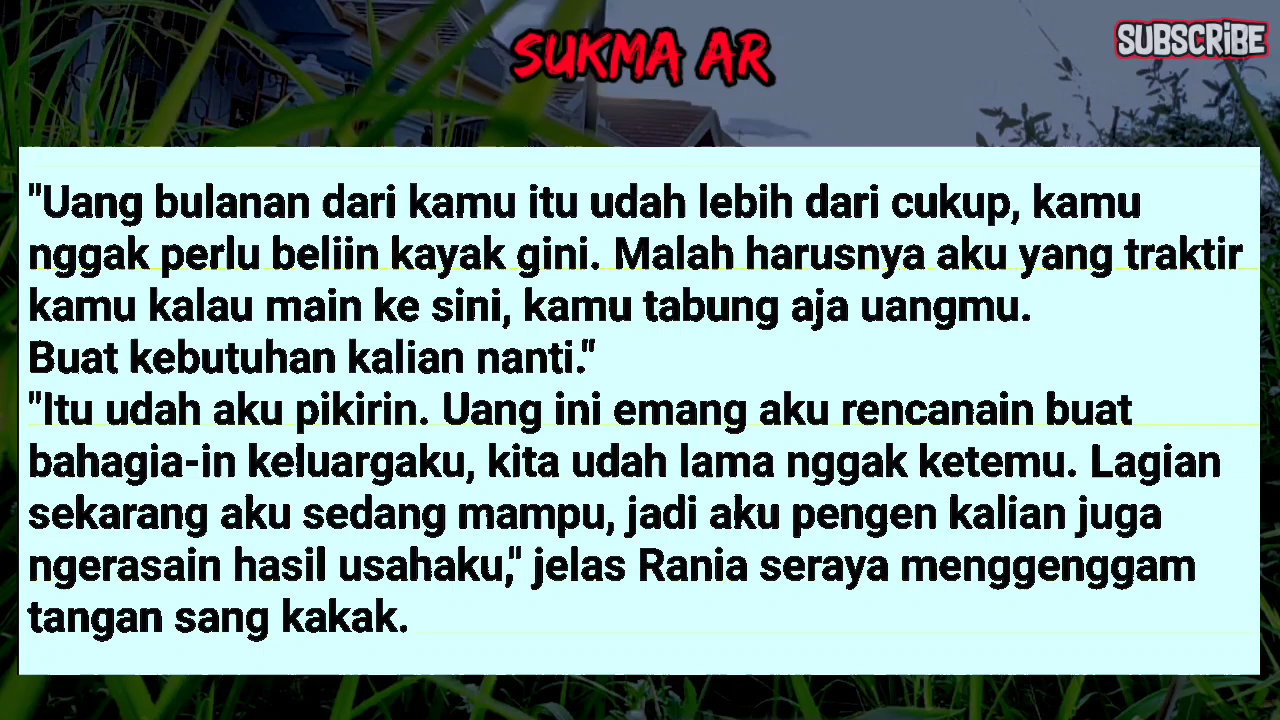 SUKMA AR
SUBSCRiBE
"Uang bulanan dari kamu itu udah lebih dari cukup, kamu
nggak perlu beliin kayak gini. Malah harusnya aku yang traktir
kamu kalau main ke sini, kamu tabung aja uangmu.
Buat kebutuhan kalian nanti."
"Itu udah aku pikirin. Uang ini emang aku rencanain buat
bahagia-in keluargaku, kita udah lama nggak ketemu. Lagian
sekarang aku sedang mampu, jadi aku pengen kalian juga
ngerasain hasil usahaku," jelas Rania seraya menggenggam
tangan sang kakak.